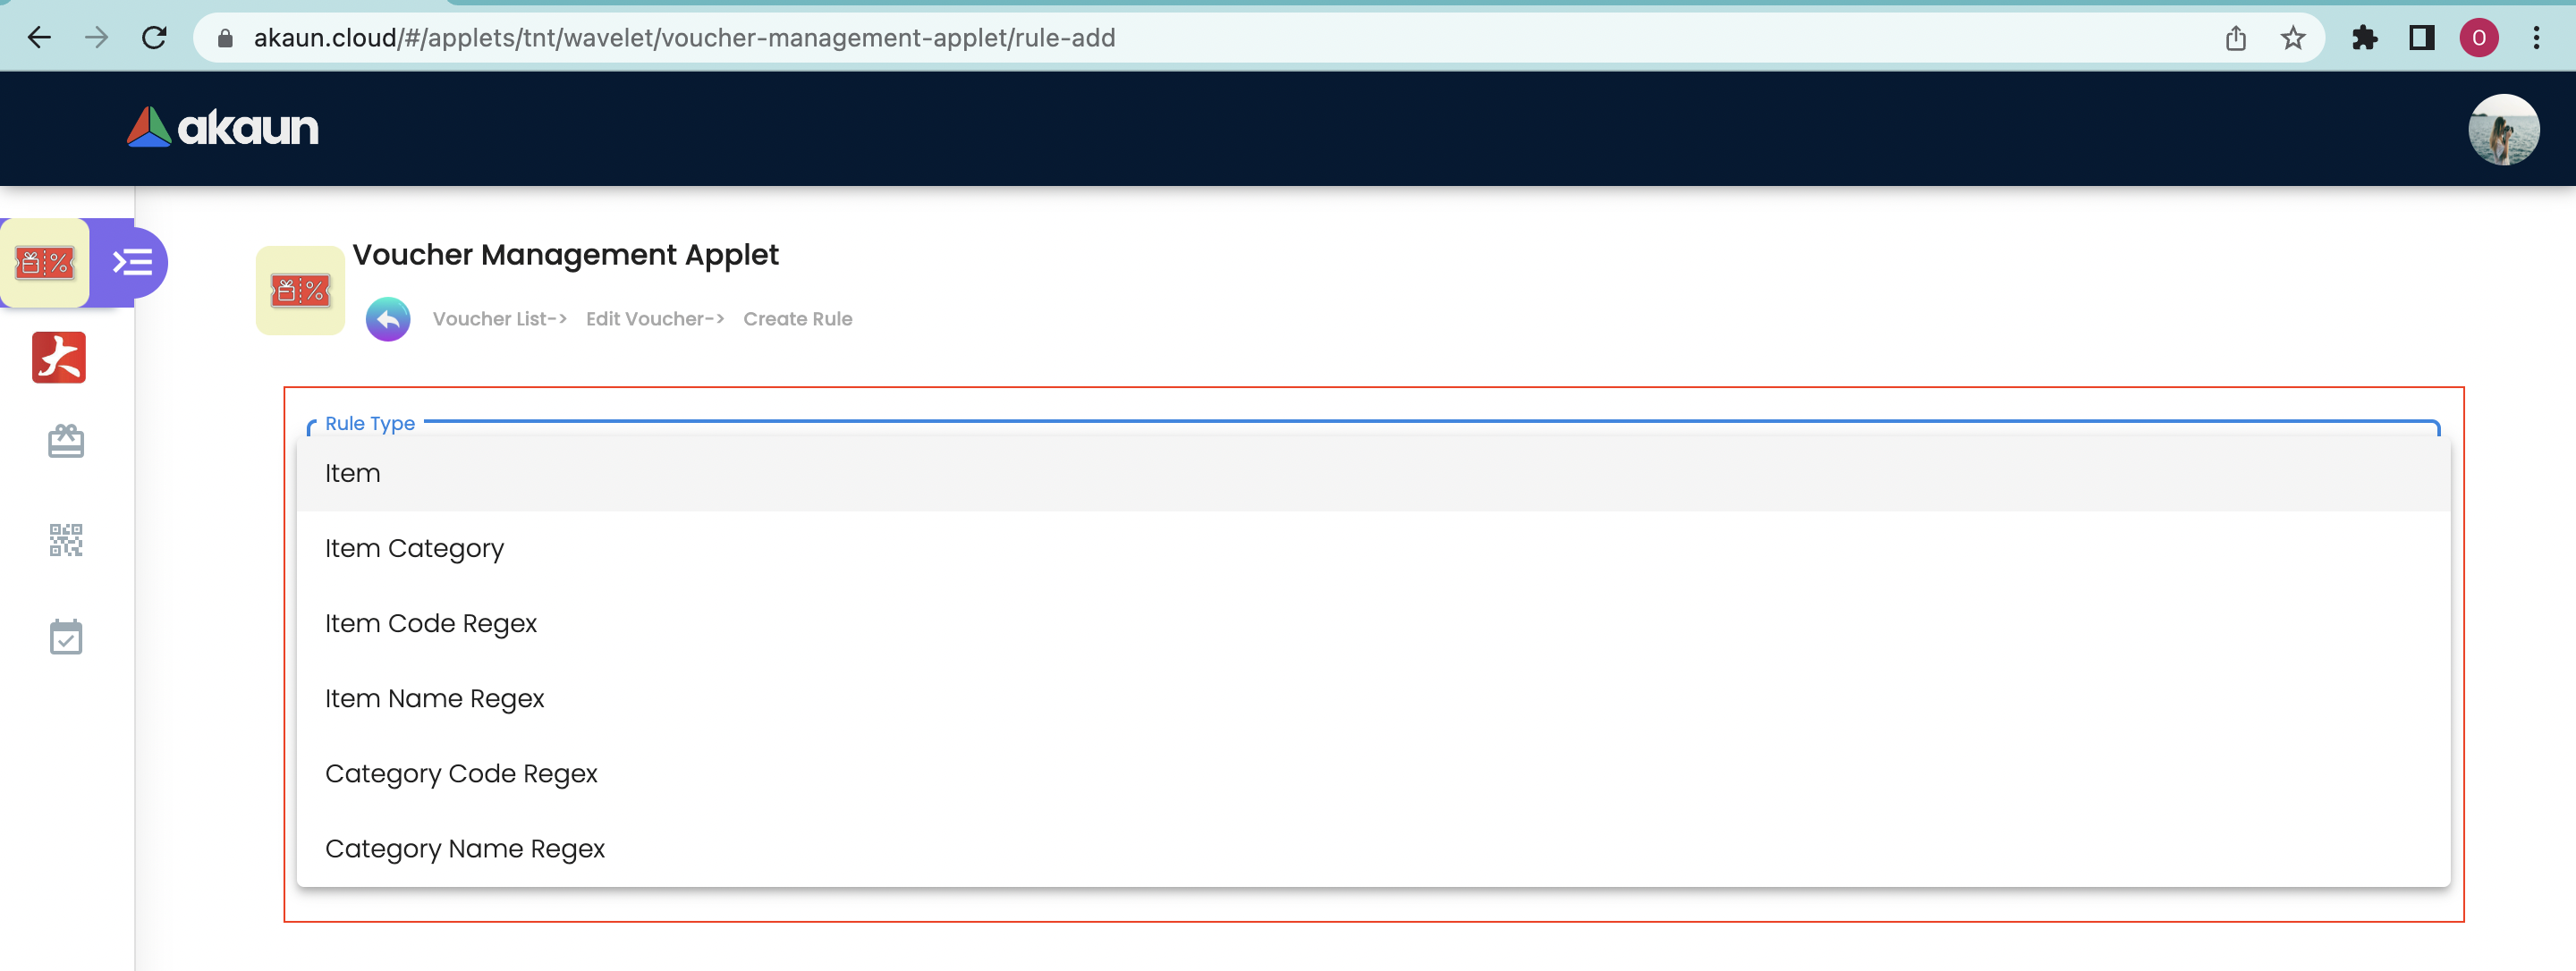 akaun.cloud/#/applets/tnt/wavelet/voucher-management-applet/rule-add
O
akaun
Voucher Management Applet
Voucher List-> Edit Voucher-> Create Rule
大
Rule Type
Item
Item Category
Item Code Regex
Item Name Regex
Category Code Regex
Category Name Regex